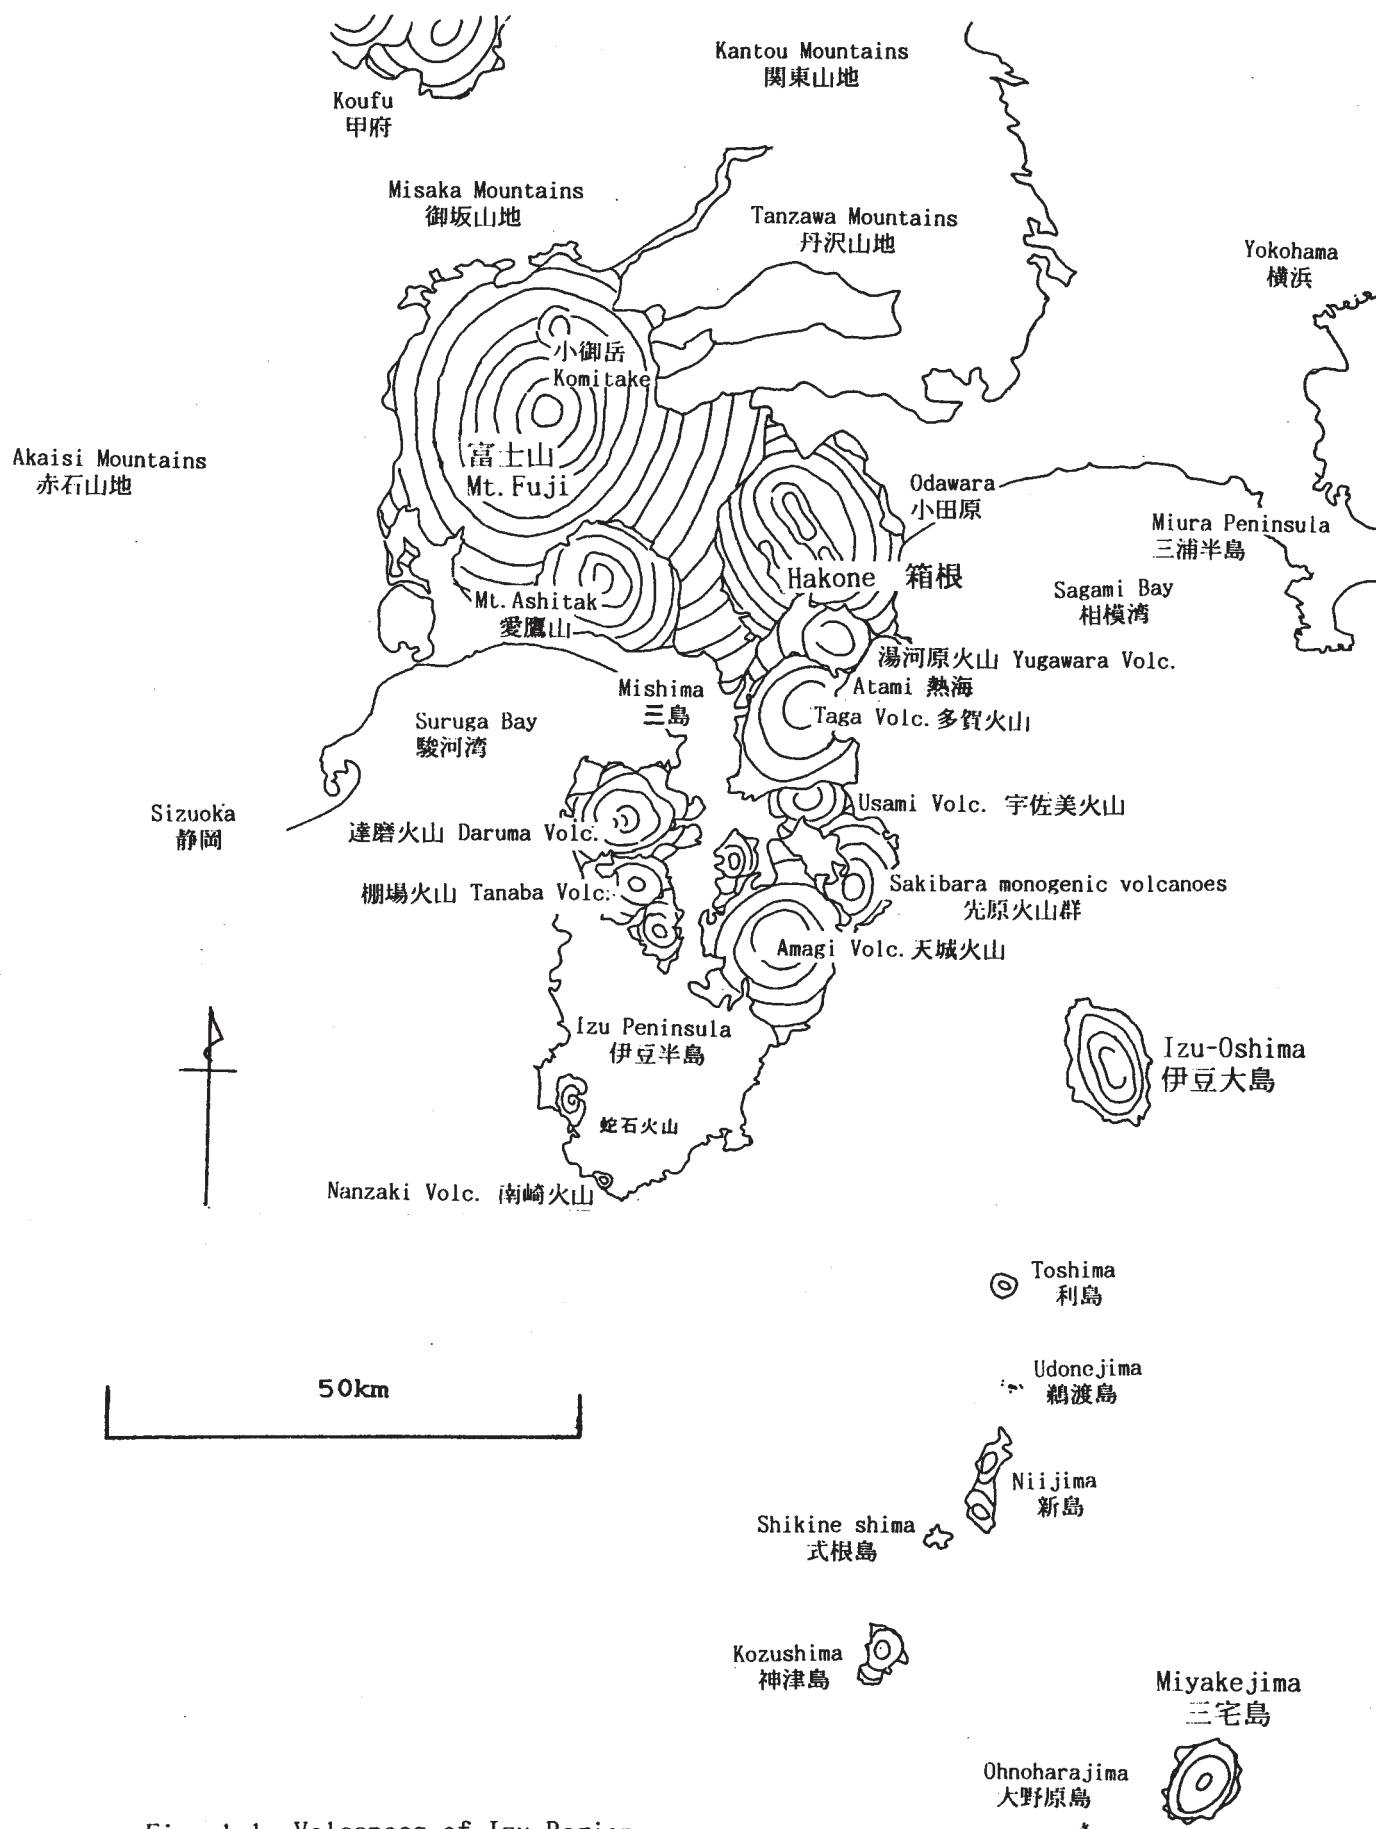 Kantou Mountains
関東山地
Koufu
甲府
Misaka Mountains
御坂山地
Tanzawa Mountains
丹沢山地
Yokohama
横浜
小御岳
Komitake
Akaisi Mountains
赤石山地
富士山
Mt. Fuji
Odawara
小田原
Miura Peninsula
三浦半島
Hakone 箱根
Sagami Bay
相模湾
Mt. Ashitak
愛鷹山
湯河原火山 Yugawara Volc.
Atami 熱海
Mishima
三島
Taga Volc. 多賀火山
Suruga Bay
駿河湾
Sizuoka
静岡
Usami Volc. 宇佐美火山
達磨火山 Daruma Volc.
棚場火山 Tanaba Volc.
Sakibara monogenic volcanoes
先原火山群
Amagi Volc. 天城火山
Izu Peninsula
伊豆半島
Izu-Oshima
伊豆大島
蛇石火山
Nanzaki Volc. 南崎火山
Toshima
利島
50km
Udonejima
鵜渡島
Niijima
新島
Shikine shima
式根島
Kozushima
神津島
Miyakejima
三宅島
Ohnoharajima
大野原島
Volcanoes of Izu Region